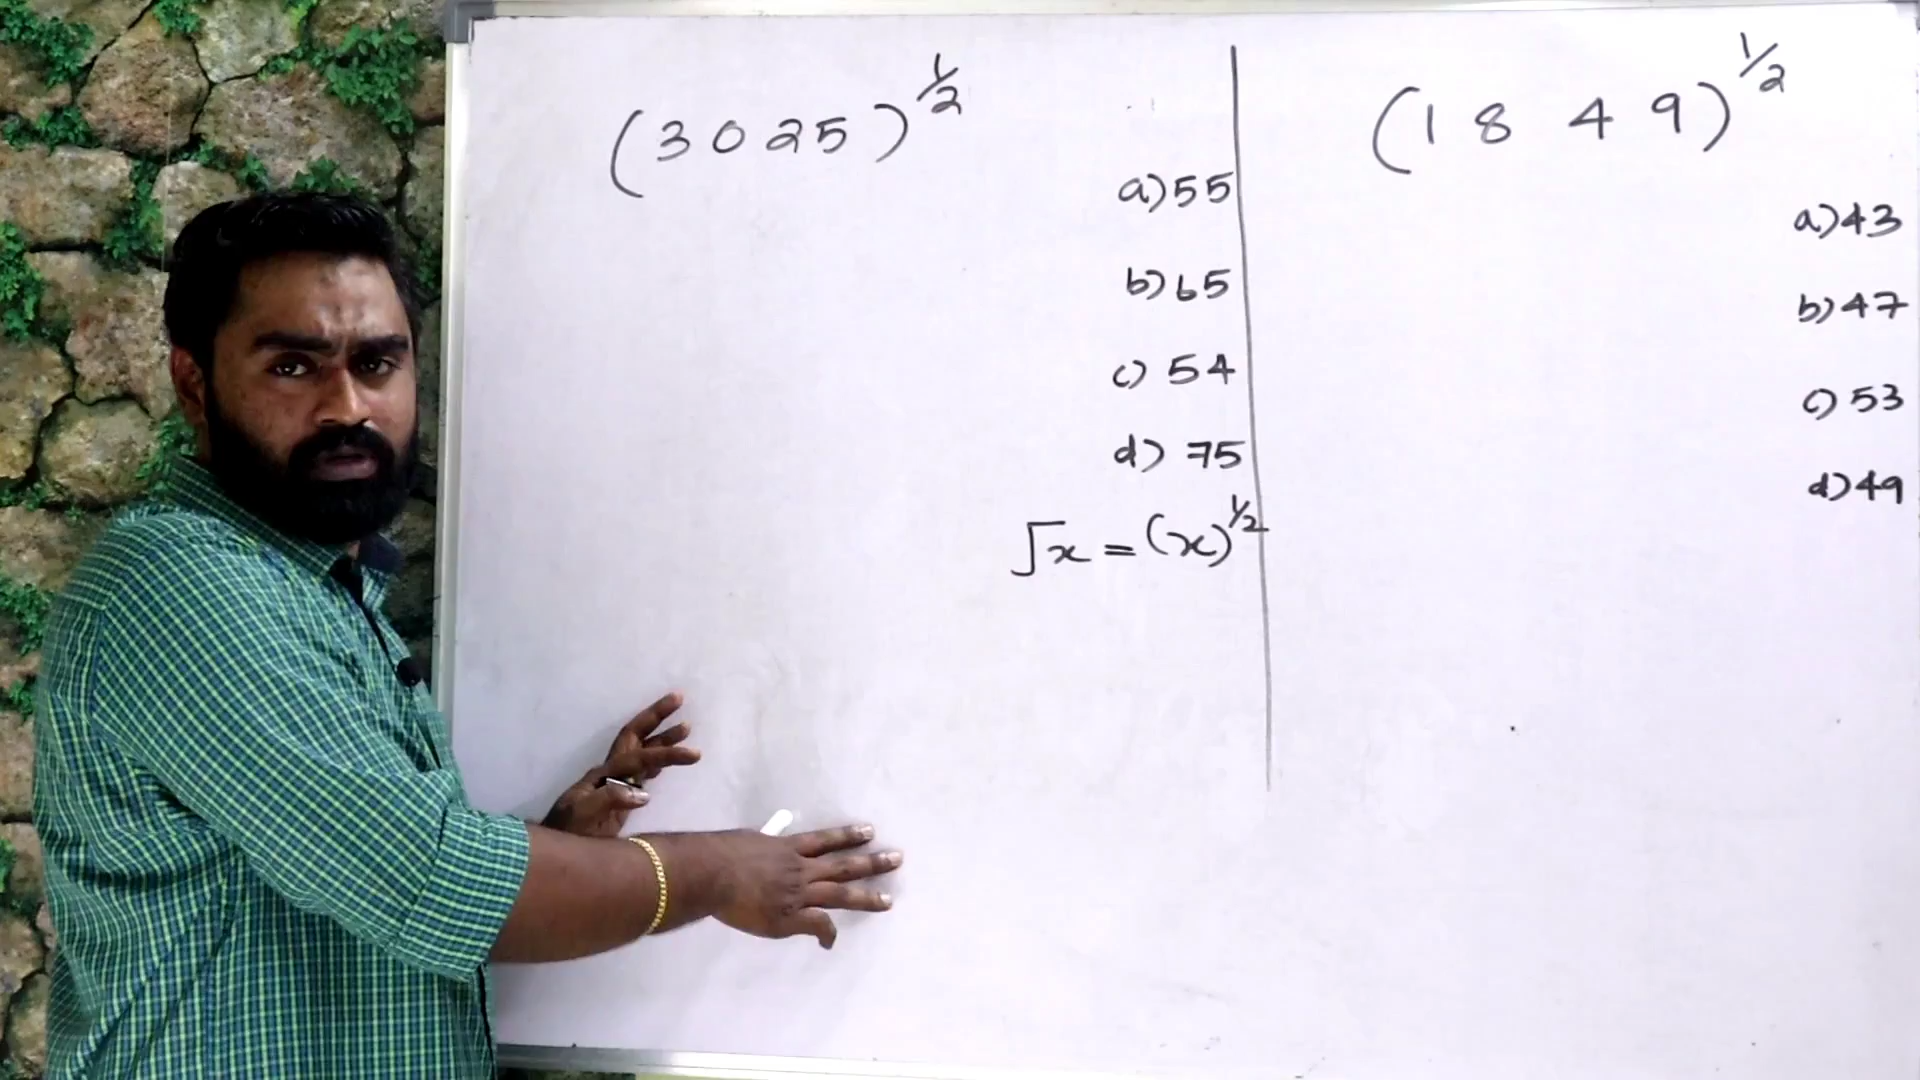 (3025)^1/2
a) 55
b) 65
c) 54
d) 75
√x = (x)^1/2
(1849)^1/2
a) 43
b) 47
c) 53
d) 49